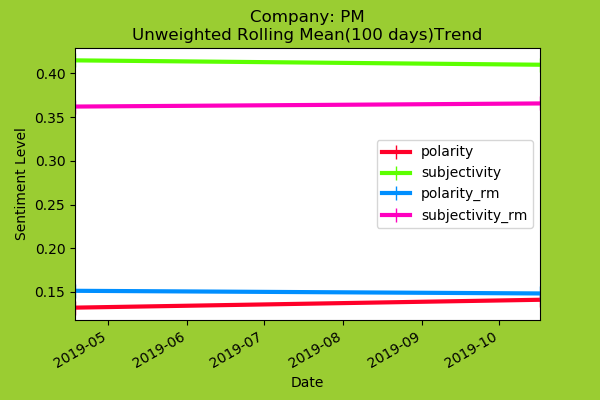 Company: PM
Unweighted Rolling Mean(100 days)Trend
Sentiment Level
0.40
0.35
0.30
0.25
0.20
0.15
polarity
subjectivity
polarity_rm
subjectivity_rm
2019-05
2019-06
2019-07
2019-08
2019-09
2019-10
Date